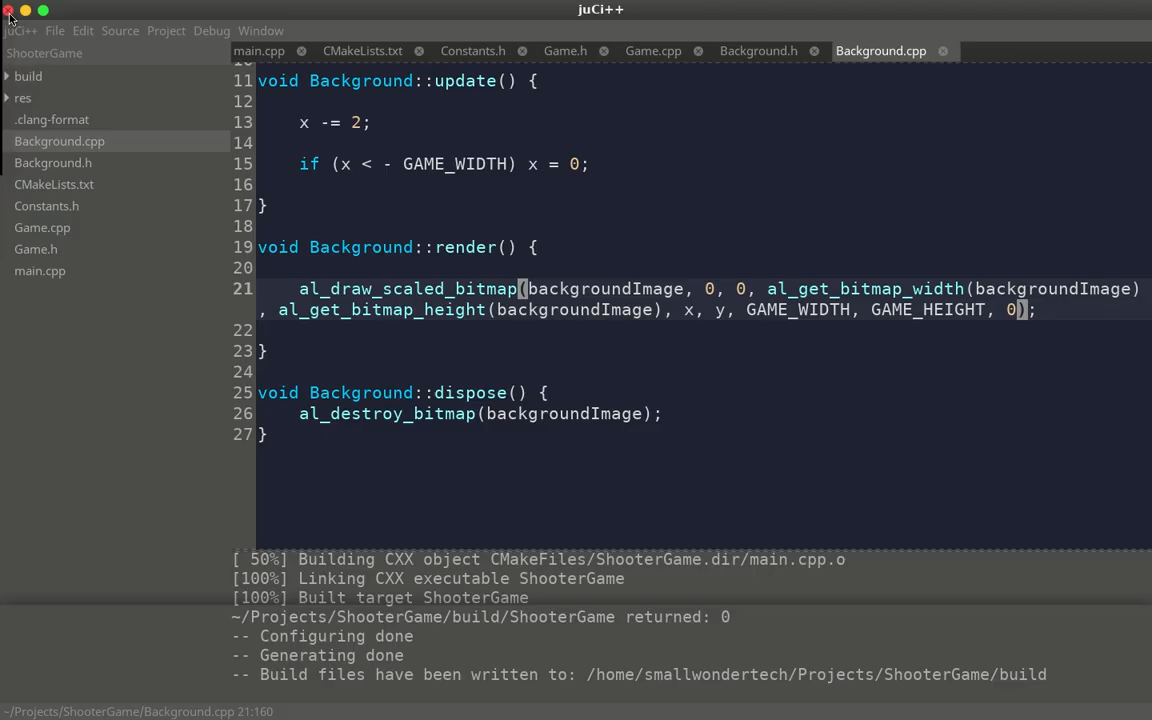 juCi++
juCi++ File Edit Source Project Debug Window
ShooterGame
main.cpp CMakeLists.txt Constants.h Game.h Game.cpp Background.h Background.cpp
build
res
.clang-format
Background.cpp
Background.h
CMakeLists.txt
Constants.h
Game.cpp
Game.h
main.cpp
11 void Background::update() {
12
13     x -= 2;
14
15     if (x < - GAME_WIDTH) x = 0;
16
17 }
18
19 void Background::render() {
20
21     al_draw_scaled_bitmap(backgroundImage, 0, 0, al_get_bitmap_width(backgroundImage)
, al_get_bitmap_height(backgroundImage), x, y, GAME_WIDTH, GAME_HEIGHT, 0);
22
23 }
24
25 void Background::dispose() {
26     al_destroy_bitmap(backgroundImage);
27 }
[ 50%] Building CXX object CMakeFiles/ShooterGame.dir/main.cpp.o
[100%] Linking CXX executable ShooterGame
[100%] Built target ShooterGame
~/Projects/ShooterGame/build/ShooterGame returned: 0
-- Configuring done
-- Generating done
-- Build files have been written to: /home/smallwondertech/Projects/ShooterGame/build
~/Projects/ShooterGame/Background.cpp 21:160